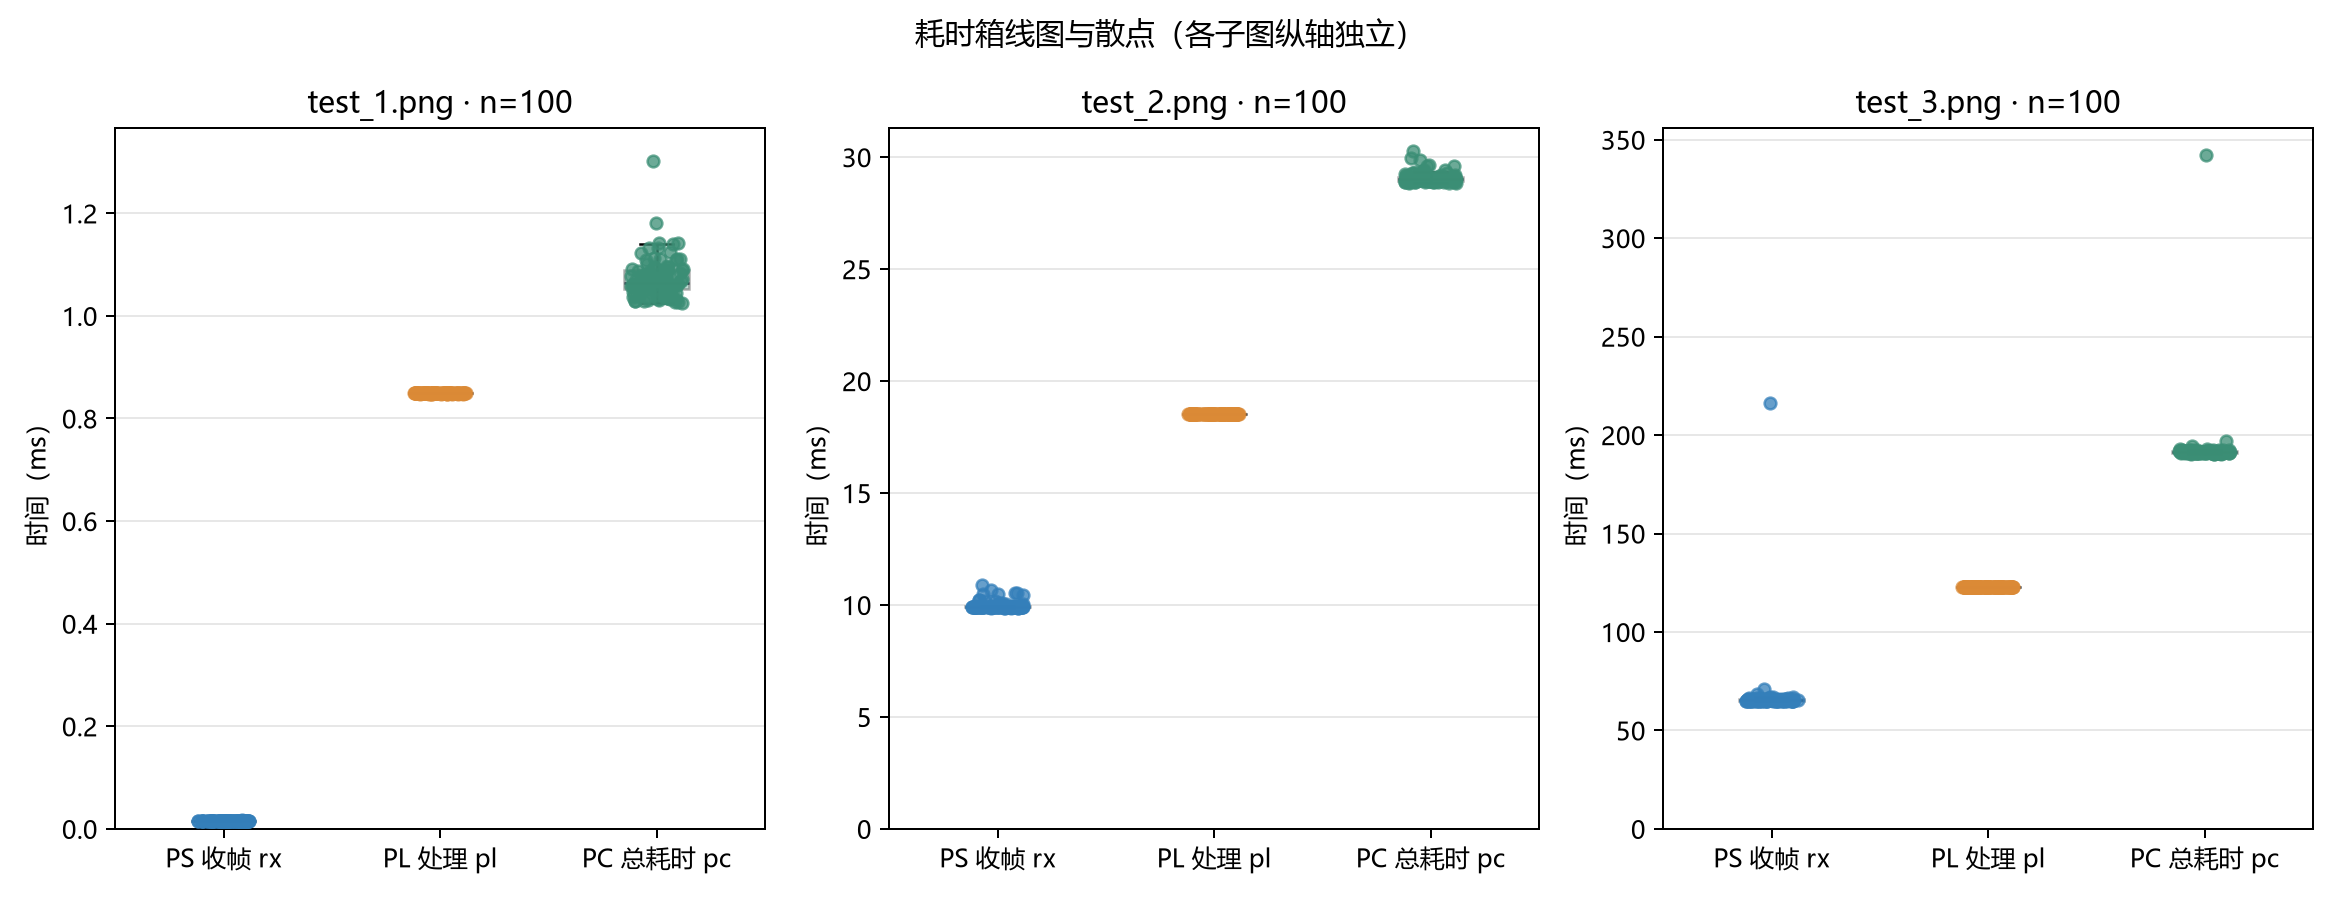 耗时箱线图与散点（各子图纵轴独立）
test_1.png · n=100
时间（ms）
1.2
1.0
0.8
0.6
0.4
0.2
0.0
PS 收帧 rx
PL 处理 pl
PC 总耗时 pc
test_2.png · n=100
时间（ms）
30
25
20
15
10
5
0
PS 收帧 rx
PL 处理 pl
PC 总耗时 pc
test_3.png · n=100
时间（ms）
350
300
250
200
150
100
50
0
PS 收帧 rx
PL 处理 pl
PC 总耗时 pc